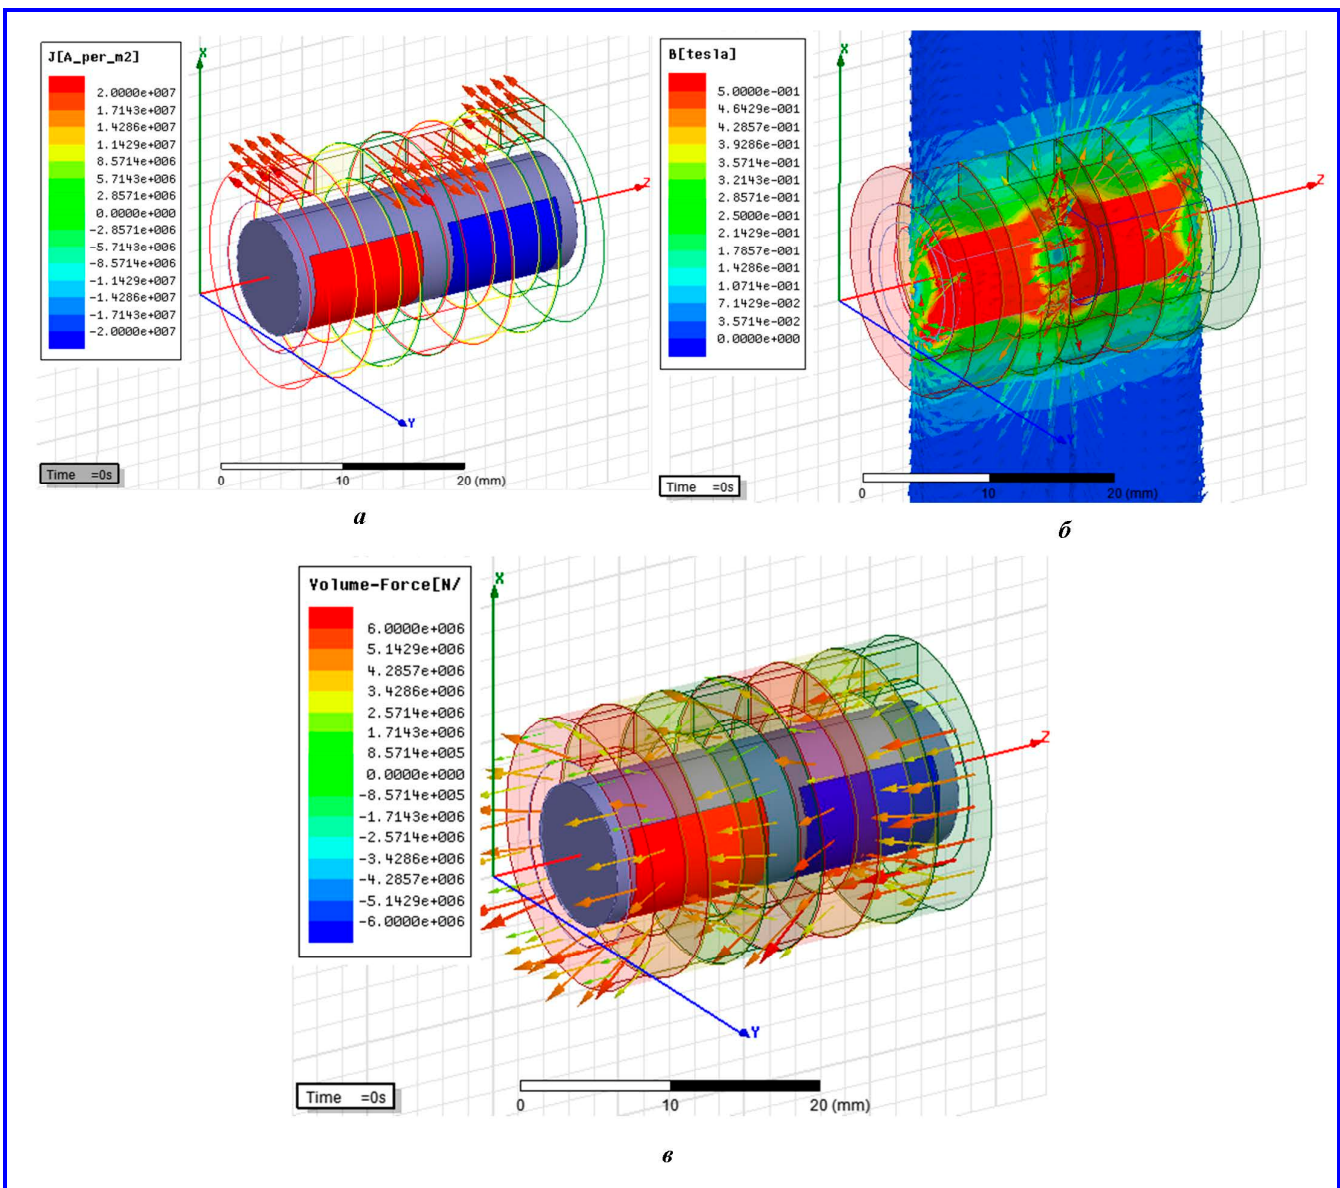 J[A_per_m2]
2.0000e+007
1.7143e+007
1.4286e+007
1.1429e+007
8.5714e+006
5.7143e+006
2.8571e+006
0.0000e+000
-2.8571e+006
-5.7143e+006
-8.5714e+006
-1.1429e+007
-1.4286e+007
-1.7143e+007
-2.0000e+007
X
Z
Y
Time =0s
0 10 20 (mm)
а
B[tesla]
5.0000e-001
4.6429e-001
4.2857e-001
3.9286e-001
3.5714e-001
3.2143e-001
2.8571e-001
2.5000e-001
2.1429e-001
1.7857e-001
1.4286e-001
1.0714e-001
7.1429e-002
3.5714e-002
0.0000e+000
X
Z
Y
Time =0s
0 10 20 (mm)
б
Volume-Force[N/
6.0000e+006
5.1429e+006
4.2857e+006
3.4286e+006
2.5714e+006
1.7143e+006
8.5714e+005
0.0000e+000
-8.5714e+005
-1.7143e+006
-2.5714e+006
-3.4286e+006
-4.2857e+006
-5.1429e+006
-6.0000e+006
X
Z
Y
Time =0s
0 10 20 (mm)
в